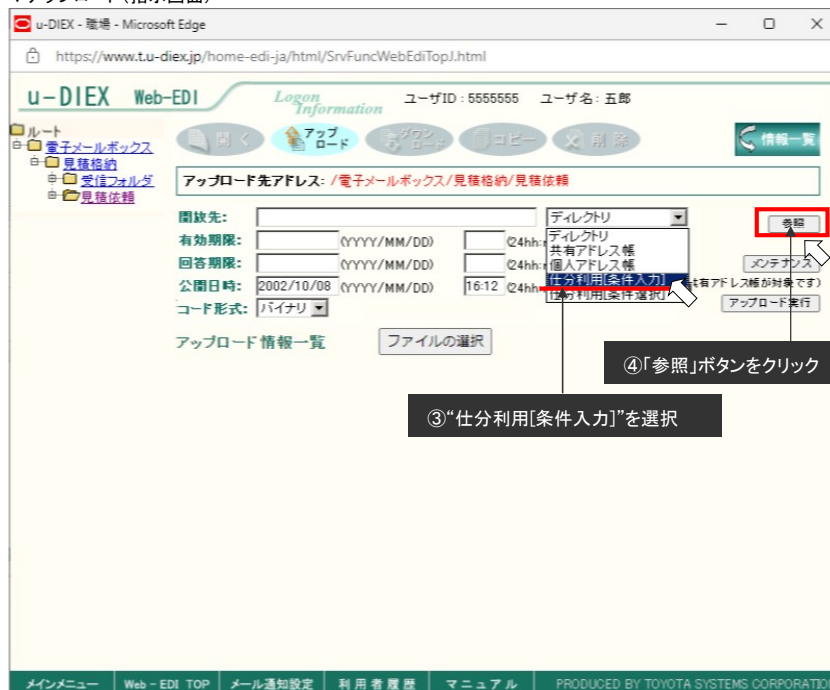 u-DIEX - 職場 - Microsoft Edge
https://www.t.u-diex.jp/home-edi-ja/html/SrvFuncWebEdiTopJ.html
u-DIEX Web-EDI Logon Information ユーザID：5555555 ユーザ名：五郎
ルート
電子メールボックス
見積格納
受信フォルダ
見積依頼
開く アップロード ダウンロード コピー 削除 情報一覧
アップロード先アドレス： /電子メールボックス/見積格納/見積依頼
開放先： ディレクトリ 参照
ディレクトリ
共有アドレス帳
個人アドレス帳
仕分利用[条件入力]
仕分利用[条件選択]
有効期限： (YYYY/MM/DD) (24hh:
回答期限： (YYYY/MM/DD) (24hh: メンテナンス
共有アドレス帳が対象です)
公開日時： 2002/10/08 (YYYY/MM/DD) 16:12 (24hh:
コード形式： バイナリ アップロード実行
アップロード情報一覧 ファイルの選択
④「参照」ボタンをクリック
③“仕分利用[条件入力]”を選択
メインメニュー Web-EDI TOP メール通知設定 利用者履歴 マニュアル PRODUCED BY TOYOTA SYSTEMS CORPORATIO